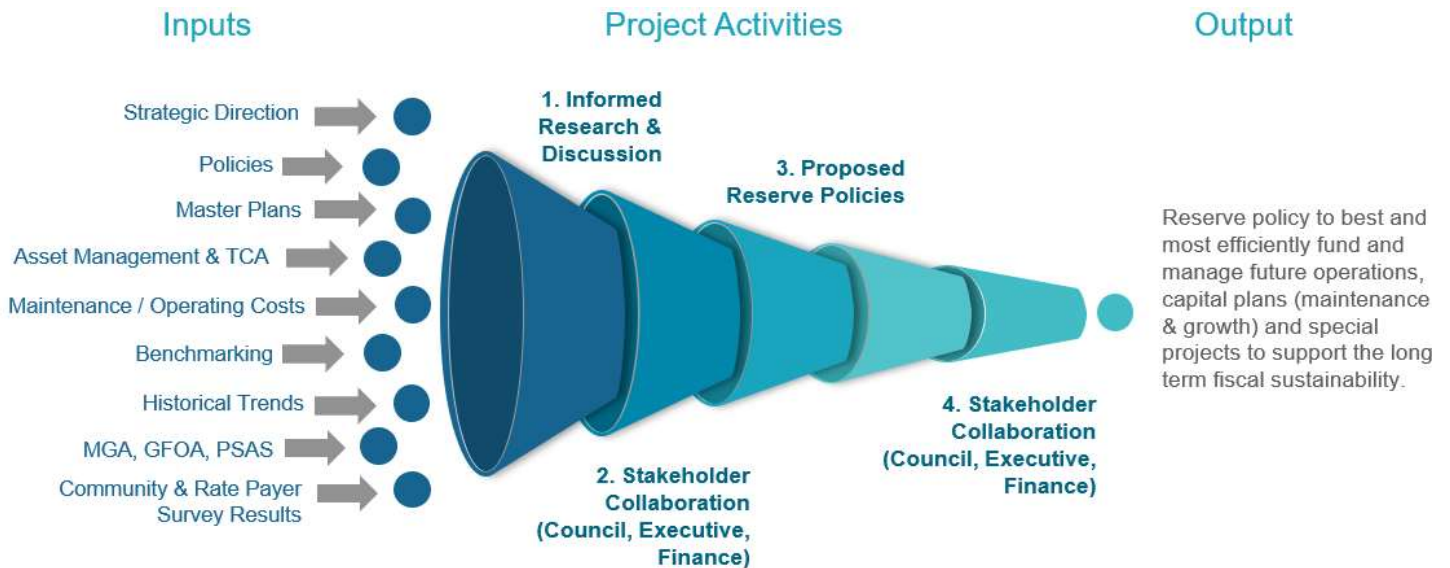 Inputs
Project Activities
Output
Strategic Direction
Policies
Master Plans
Asset Management & TCA
Maintenance / Operating Costs
Benchmarking
Historical Trends
MGA, GFOA, PSAS
Community & Rate Payer
Survey Results
1. Informed
Research &
Discussion
2. Stakeholder
Collaboration
(Council, Executive,
Finance)
3. Proposed
Reserve Policies
4. Stakeholder
Collaboration
(Council, Executive,
Finance)
Reserve policy to best and
most efficiently fund and
manage future operations,
capital plans (maintenance
& growth) and special
projects to support the long
term fiscal sustainability.